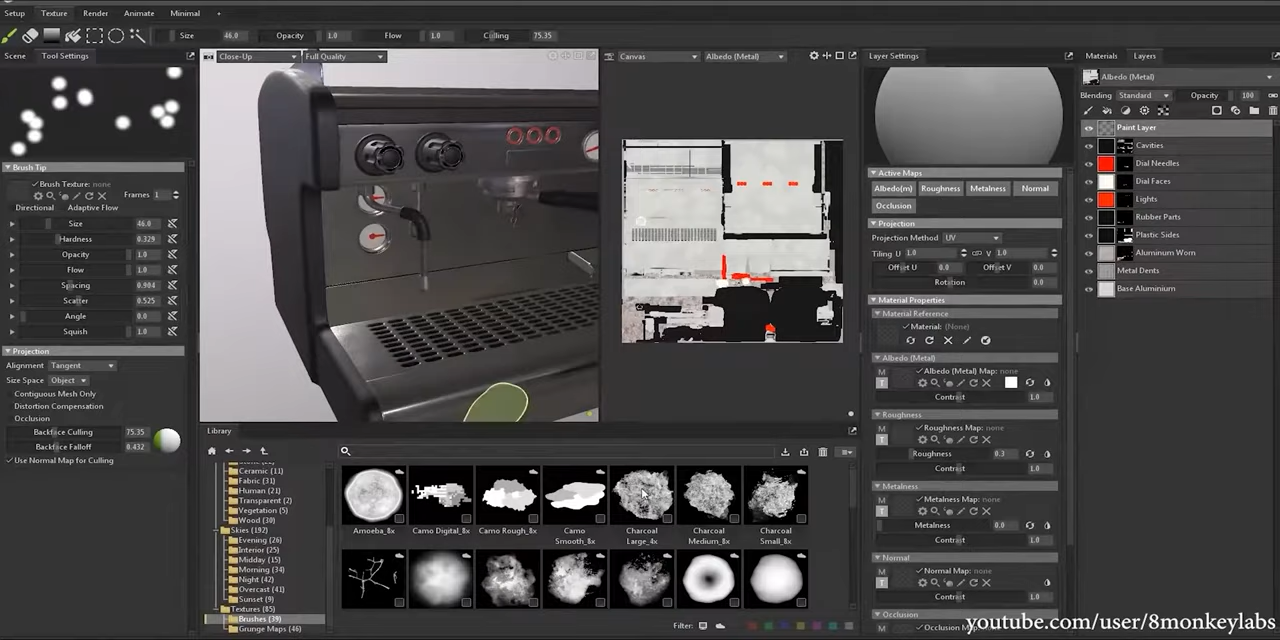 Setup Texture Render Animate Minimal +
Size 46.0 Opacity 1.0 Flow 1.0 Culling 75.35
Scene Tool Settings
Close-Up Full Quality
Canvas Albedo (Metal)
Layer Settings
Materials Layers
Albedo (Metal)
Blending Standard Opacity 100
Paint Layer
Cavities
Dial Needles
Dial Faces
Lights
Rubber Parts
Plastic Sides
Aluminum Worn
Metal Dents
Base Aluminium
Brush Tip
Brush Texture: none Frames 1
Directional Adaptive Flow
Size 46.0
Hardness 0.329
Opacity 1.0
Flow 1.0
Spacing 0.904
Scatter 0.525
Angle 0.0
Squish 1.0
Projection
Alignment Tangent
Size Space Object
Contiguous Mesh Only
Distortion Compensation
Occlusion
Backface Culling 75.35
Backface Falloff 0.432
Use Normal Map for Culling
Active Maps
Albedo(m) Roughness Metalness Normal
Occlusion
Projection
Projection Method UV
Tiling U 1.0 V 1.0
Offset U 0.0 Offset V 0.0
Rotation 0.0
Material Properties
Material Reference
Material: (None)
Albedo (Metal)
M Albedo (Metal) Map: none
T
Contrast 1.0
Roughness
M Roughness Map: none
T
Roughness 0.3
Contrast 1.0
Metalness
M Metalness Map: none
T
Metalness 0.0
Contrast 1.0
Normal
M Normal Map: none
T
Contrast 1.0
Occlusion
Library
Ceramic (11)
Fabric (31)
Human (21)
Transparent (2)
Vegetation (5)
Wood (30)
Skies (192)
Evening (26)
Interior (25)
Midday (15)
Morning (34)
Night (42)
Overcast (41)
Sunset (9)
Textures (85)
Brushes (39)
Grunge Maps (46)
Amoeba_8x Camo Digital_8x Camo Rough_8x Camo Smooth_8x Charcoal Large_4x Charcoal Medium_8x Charcoal Small_8x
Filter:
youtube.com/user/8monkeylabs